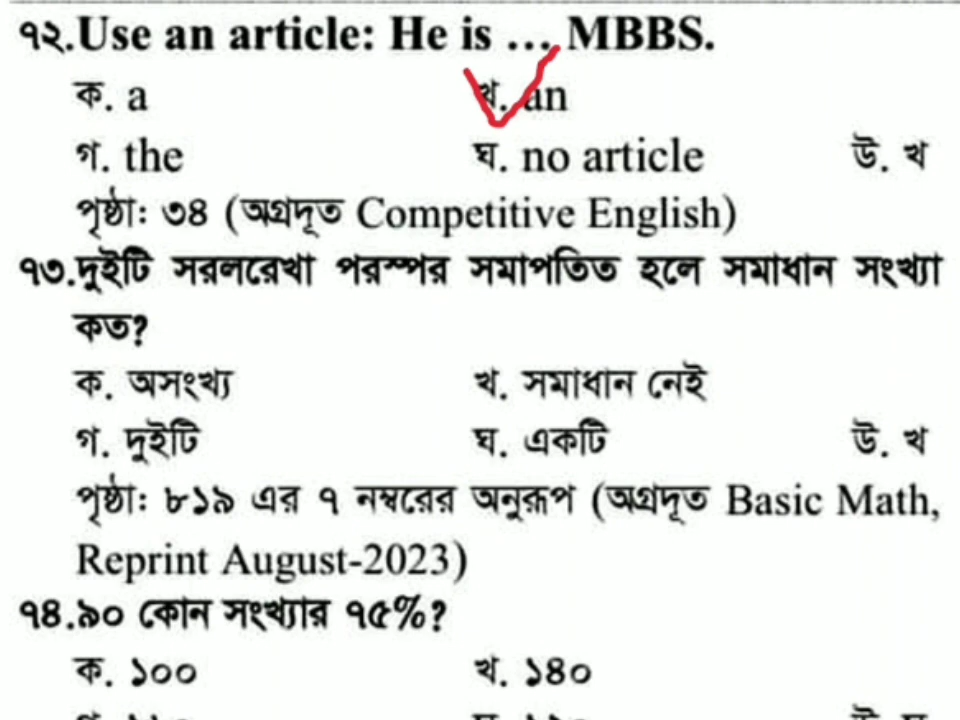 ৭২.Use an article: He is ... MBBS.
ক. a খ. an
গ. the ঘ. no article উ. খ
পৃষ্ঠা: ৩৪ (অগ্রদূত Competitive English)
৭৩.দুইটি সরলরেখা পরস্পর সমাপতিত হলে সমাধান সংখ্যা
কত?
ক. অসংখ্য খ. সমাধান নেই
গ. দুইটি ঘ. একটি উ. খ
পৃষ্ঠা: ৮১৯ এর ৭ নম্বরের অনুরূপ (অগ্রদূত Basic Math,
Reprint August-2023)
৭৪.৯০ কোন সংখ্যার ৭৫%?
ক. ১০০ খ. ১৪০